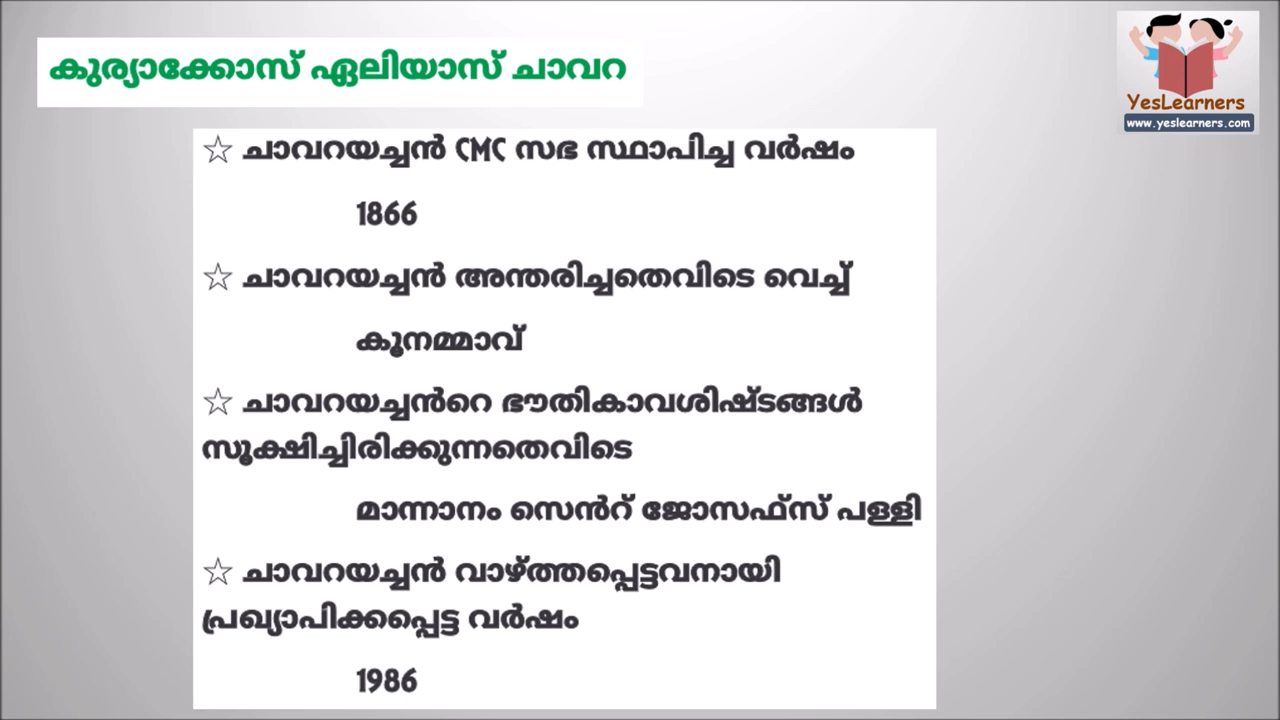 കുര്യാക്കോസ് ഏലിയാസ് ചാവറ
YesLearners
www.yeslearners.com
☆ ചാവറയച്ചൻ CMC സഭ സ്ഥാപിച്ച വർഷം
1866
☆ ചാവറയച്ചൻ അന്തരിച്ചതെവിടെ വെച്ച്
കൂനമ്മാവ്
☆ ചാവറയച്ചൻറെ ഭൗതികാവശിഷ്ടങ്ങൾ
സൂക്ഷിച്ചിരിക്കുന്നതെവിടെ
മാന്നാനം സെൻറ് ജോസഫ്സ് പള്ളി
☆ ചാവറയച്ചൻ വാഴ്ത്തപ്പെട്ടവനായി
പ്രഖ്യാപിക്കപ്പെട്ട വർഷം
1986